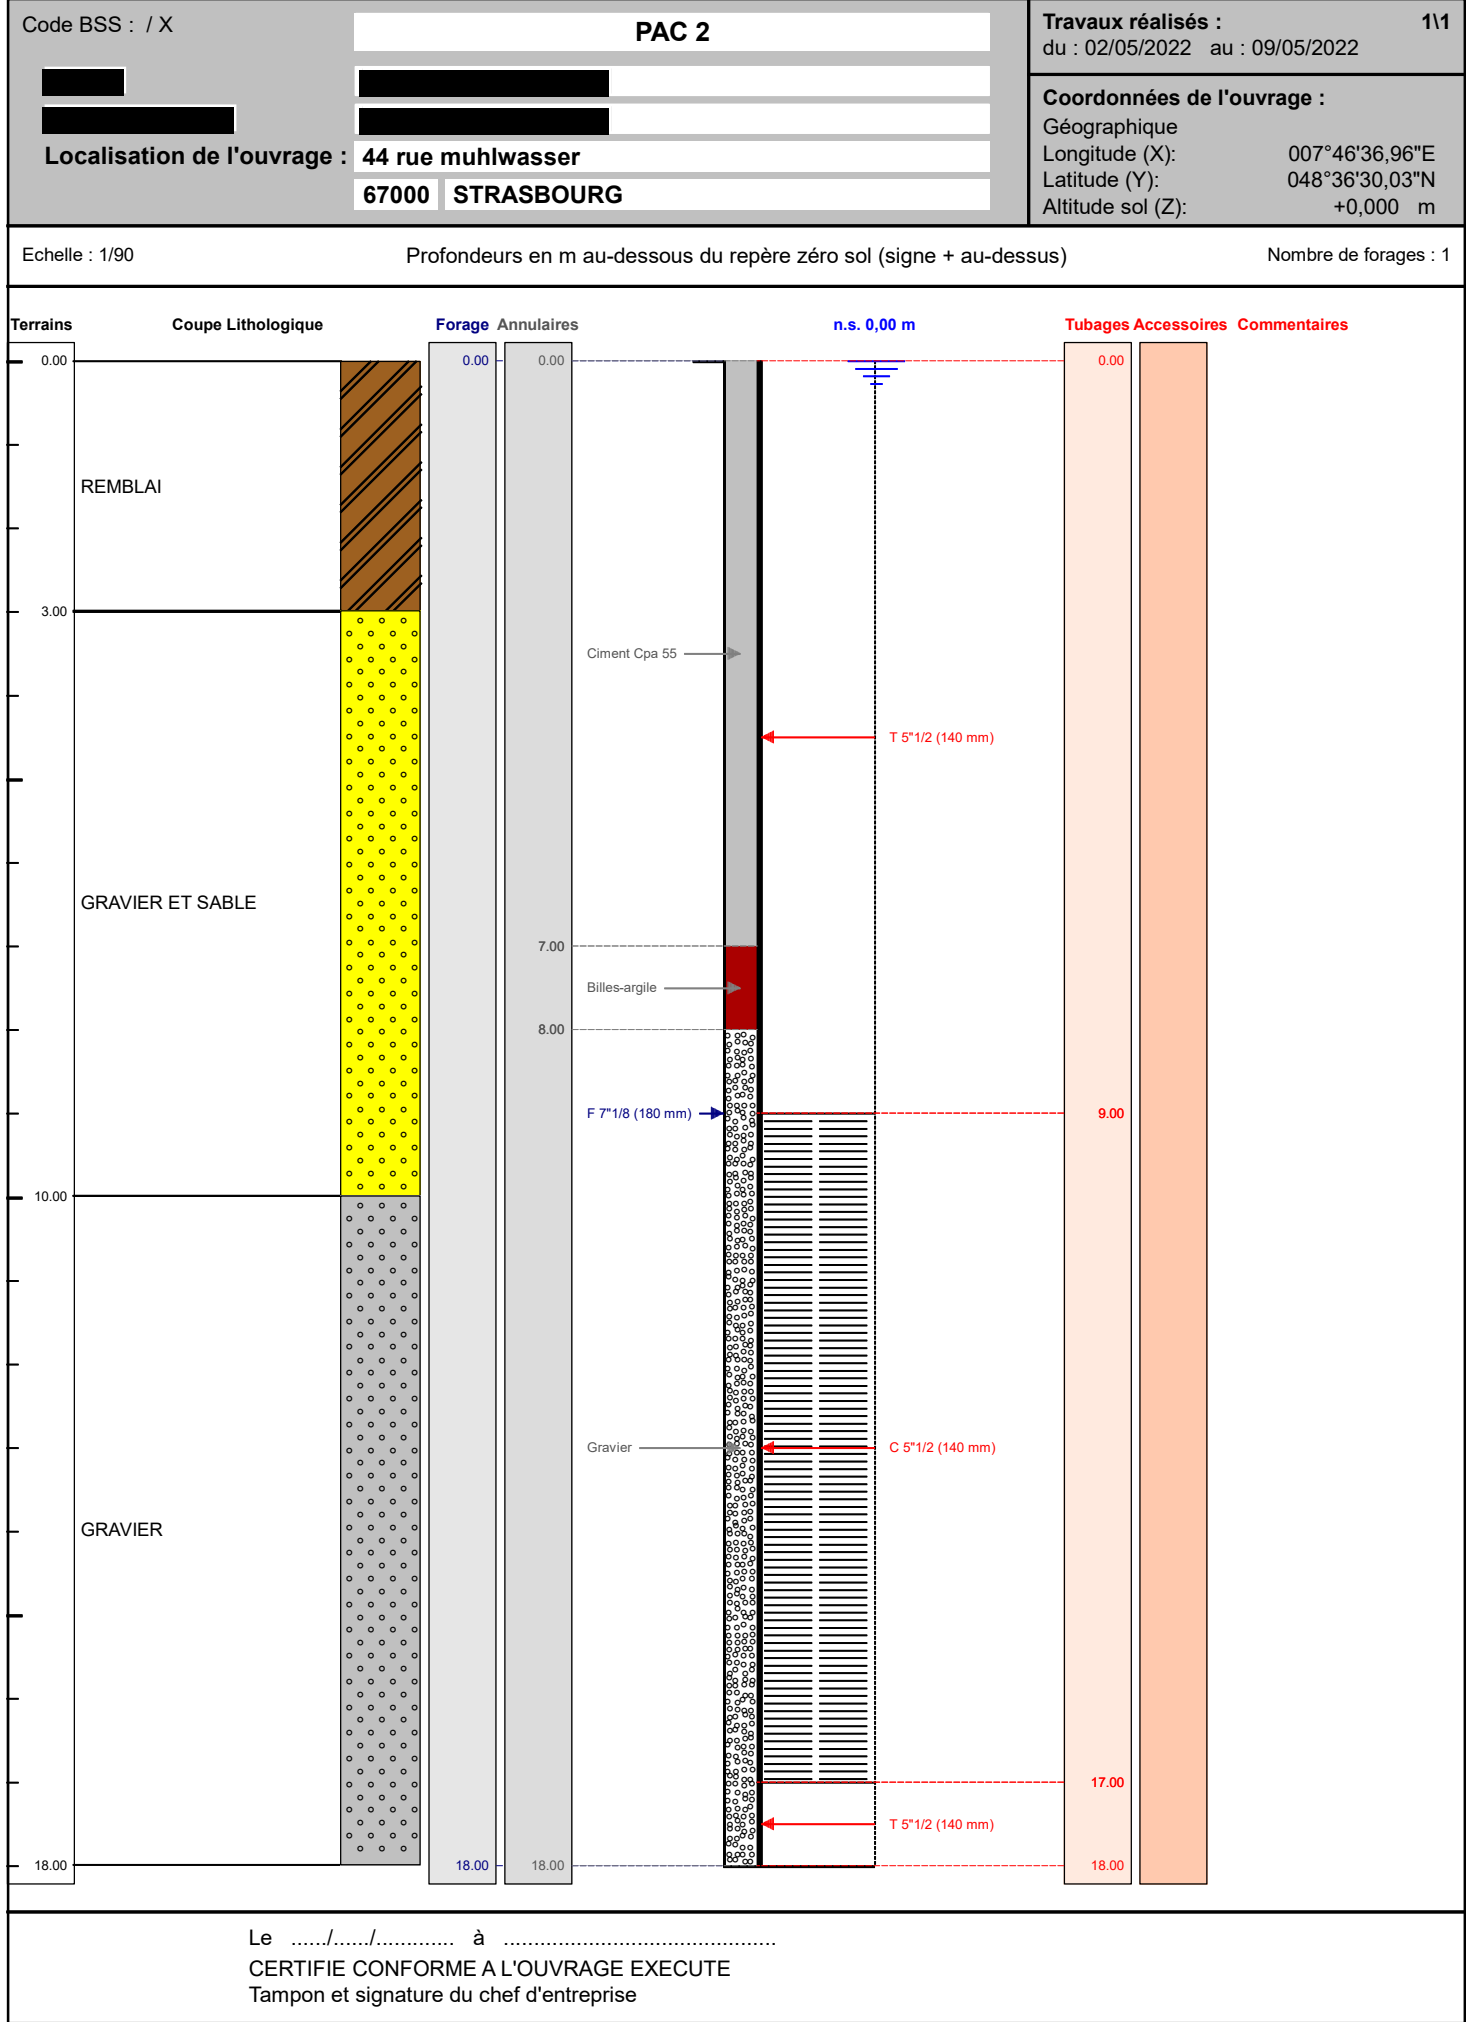 Code BSS : / X
PAC 2
Travaux réalisés : 1\1
du : 02/05/2022 au : 09/05/2022
Coordonnées de l'ouvrage :
Géographique
Longitude (X): 007°46'36,96"E
Latitude (Y): 048°36'30,03"N
Altitude sol (Z): +0,000 m
Localisation de l'ouvrage : 44 rue muhlwasser
67000 STRASBOURG
Echelle : 1/90 Profondeurs en m au-dessous du repère zéro sol (signe + au-dessus) Nombre de forages : 1
Terrains Coupe Lithologique Forage Annulaires n.s. 0,00 m Tubages Accessoires Commentaires
0.00 0.00 0.00 0.00
REMBLAI
3.00
Ciment Cpa 55
T 5"1/2 (140 mm)
GRAVIER ET SABLE
7.00
Billes-argile
8.00
F 7"1/8 (180 mm) 9.00
10.00
Gravier C 5"1/2 (140 mm)
GRAVIER
17.00
T 5"1/2 (140 mm)
18.00 18.00 18.00 18.00
Le ....../....../............. à .............................................
CERTIFIE CONFORME A L'OUVRAGE EXECUTE
Tampon et signature du chef d'entreprise